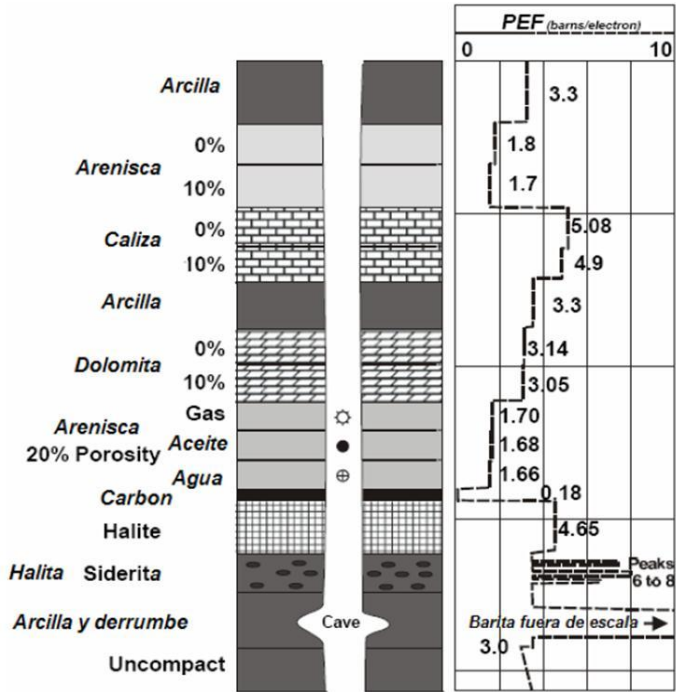 PEF (barns/electron)
0 10
Arcilla
3.3
0%
1.8
Arenisca
10%
1.7
0%
5.08
Caliza
10%
4.9
Arcilla
3.3
0%
3.14
Dolomita
10%
3.05
Gas
1.70
Arenisca
20% Porosity
Aceite
1.68
Agua
1.66
Carbon
0.18
Halite
4.65
Halita Siderita
Peaks
6 to 8
Arcilla y derrumbe
Cave
Barita fuera de escala
3.0
Uncompact